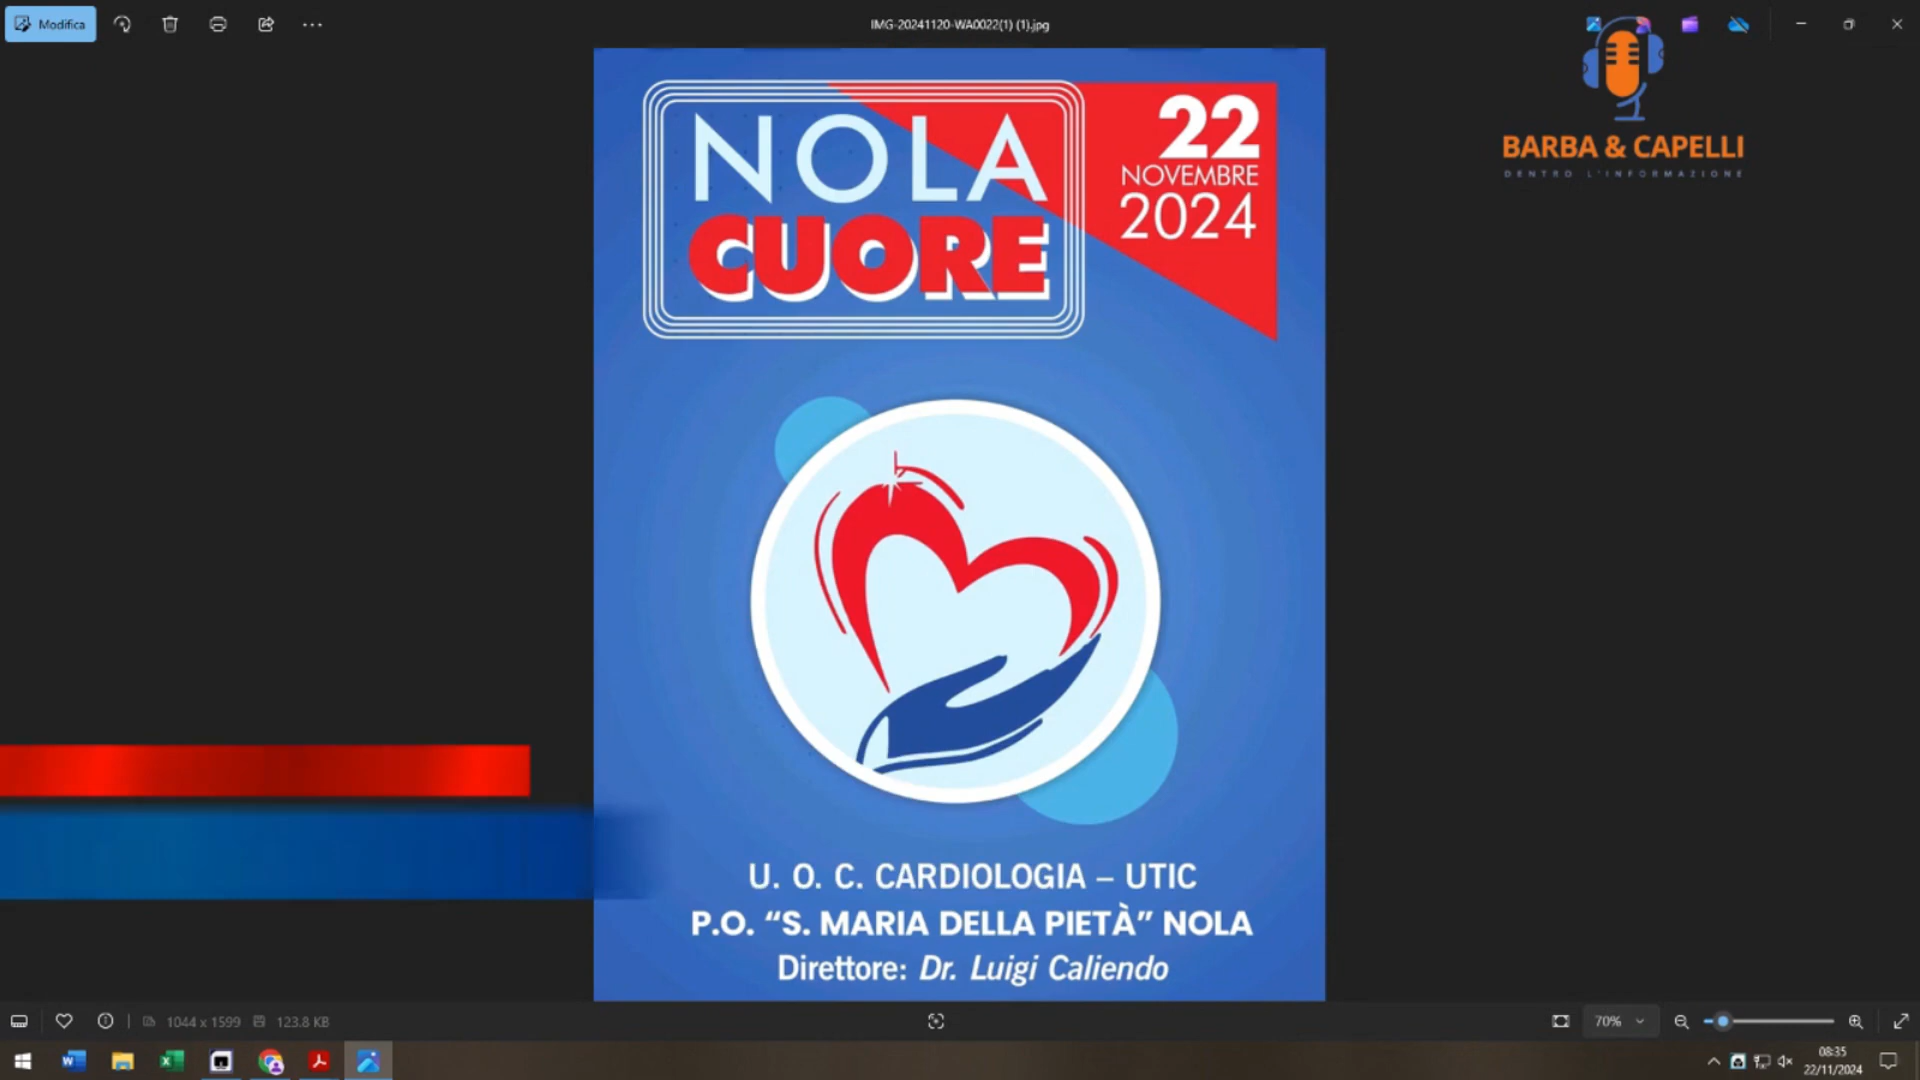 Modifica
IMG-20241120-WA0022(1) (1).jpg
NOLA
CUORE
22
NOVEMBRE
2024
BARBA & CAPELLI
DENTRO L'INFORMAZIONE
U. O. C. CARDIOLOGIA – UTIC
P.O. “S. MARIA DELLA PIETÀ” NOLA
Direttore: Dr. Luigi Caliendo
1044 x 1599
123.8 KB
70%
08:35
22/11/2024